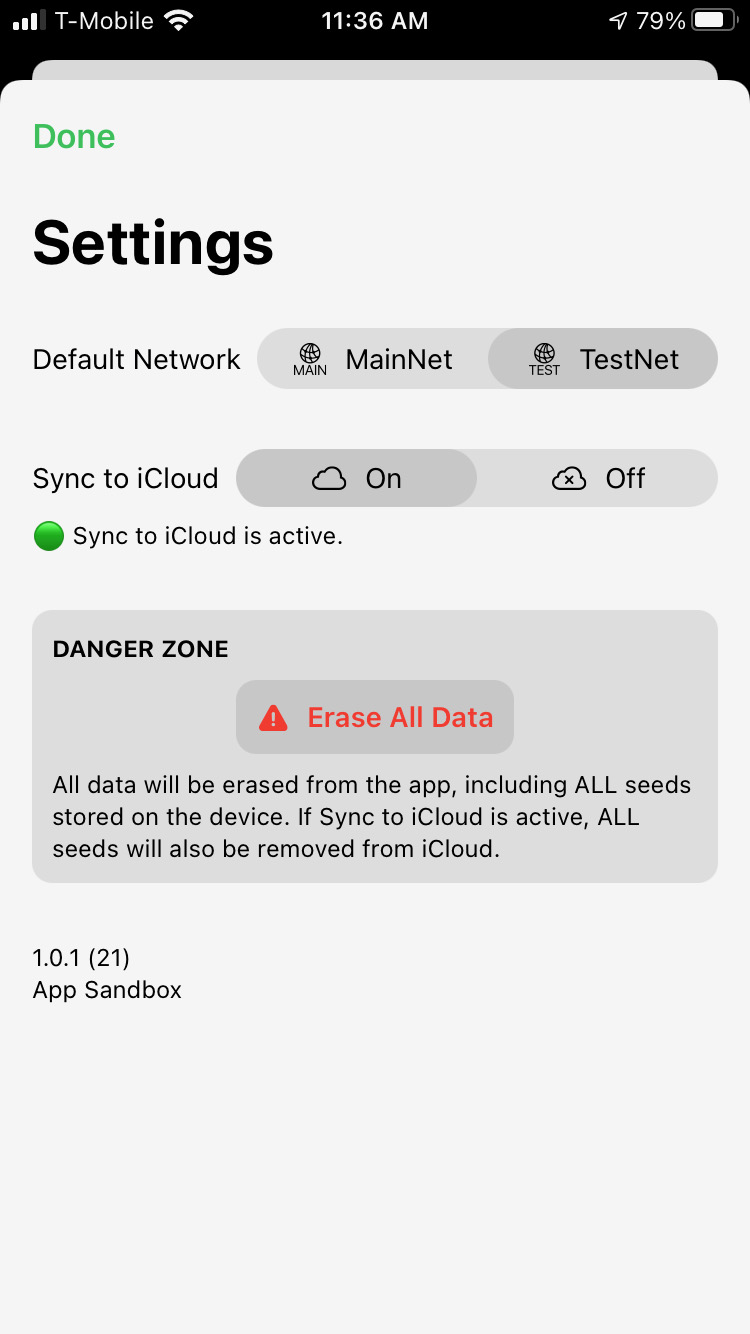 T-Mobile 11:36 AM 79%
Done
Settings
Default Network MAIN MainNet TEST TestNet
Sync to iCloud On Off
Sync to iCloud is active.
DANGER ZONE
Erase All Data
All data will be erased from the app, including ALL seeds
stored on the device. If Sync to iCloud is active, ALL
seeds will also be removed from iCloud.
1.0.1 (21)
App Sandbox